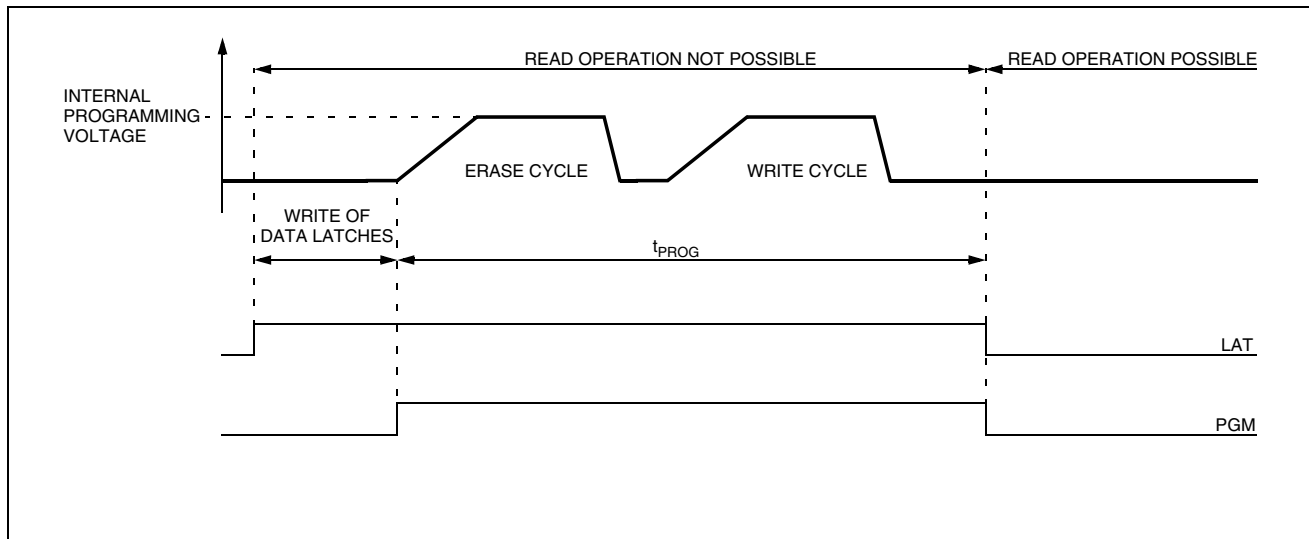 READ OPERATION NOT POSSIBLE
READ OPERATION POSSIBLE
INTERNAL
PROGRAMMING
VOLTAGE
ERASE CYCLE
WRITE CYCLE
WRITE OF
DATA LATCHES
tPROG
LAT
PGM